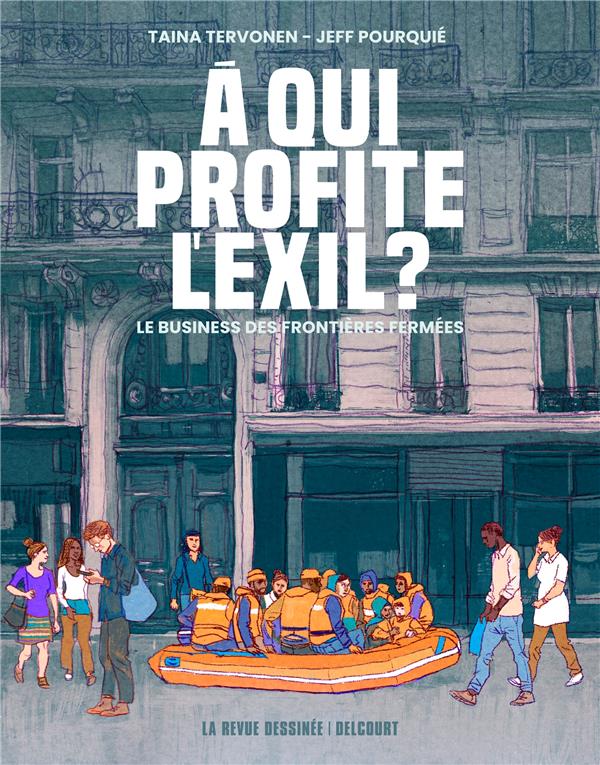 TAINA TERVONEN – JEFF POURQUIÉ
Á QUI
PROFITE
L'EXIL?
LE BUSINESS DES FRONTIÈRES FERMÉES
LA REVUE DESSINÉE | DELCOURT